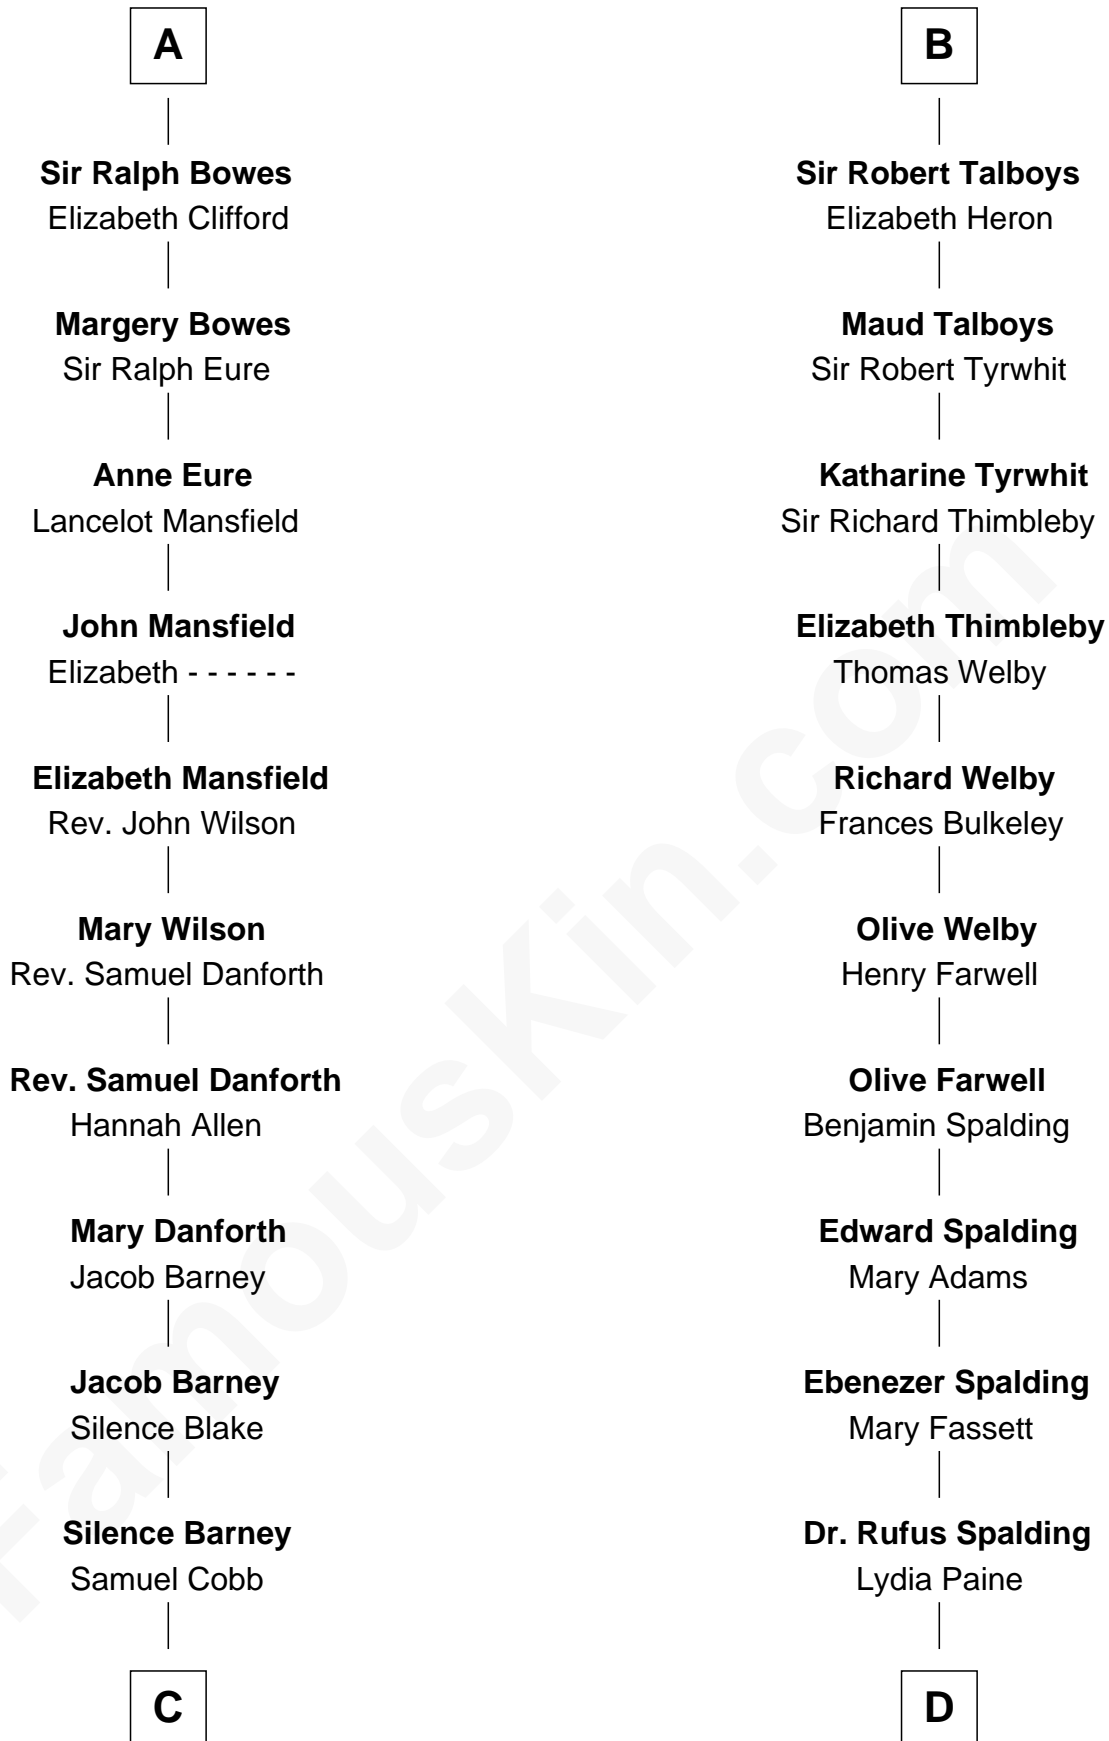 A
Sir Ralph Bowes
Elizabeth Clifford
Margery Bowes
Sir Ralph Eure
Anne Eure
Lancelot Mansfield
John Mansfield
Elizabeth - - - - - -
Elizabeth Mansfield
Rev. John Wilson
Mary Wilson
Rev. Samuel Danforth
Rev. Samuel Danforth
Hannah Allen
Mary Danforth
Jacob Barney
Jacob Barney
Silence Blake
Silence Barney
Samuel Cobb
C
B
Sir Robert Talboys
Elizabeth Heron
Maud Talboys
Sir Robert Tyrwhit
Katharine Tyrwhit
Sir Richard Thimbleby
Elizabeth Thimbleby
Thomas Welby
Richard Welby
Frances Bulkeley
Olive Welby
Henry Farwell
Olive Farwell
Benjamin Spalding
Edward Spalding
Mary Adams
Ebenezer Spalding
Mary Fassett
Dr. Rufus Spalding
Lydia Paine
D
FamousKin.com